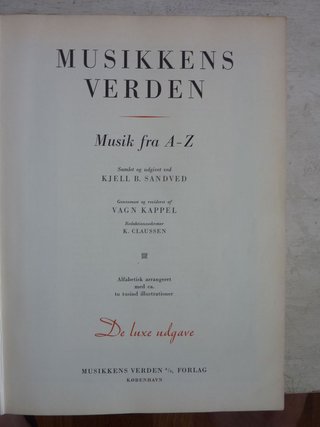 MUSIKKENS
VERDEN
Musik fra A-Z
Samlet og udgivet ved
KJELL B. SANDVED
Gennemset og revideret af
VAGN KAPPEL
Redaktionssekretær
K. CLAUSSEN
Alfabetisk arrangeret
med ca.
to tusind illustrationer
De luxe udgave
MUSIKKENS VERDEN A/S, FORLAG
KØBENHAVN